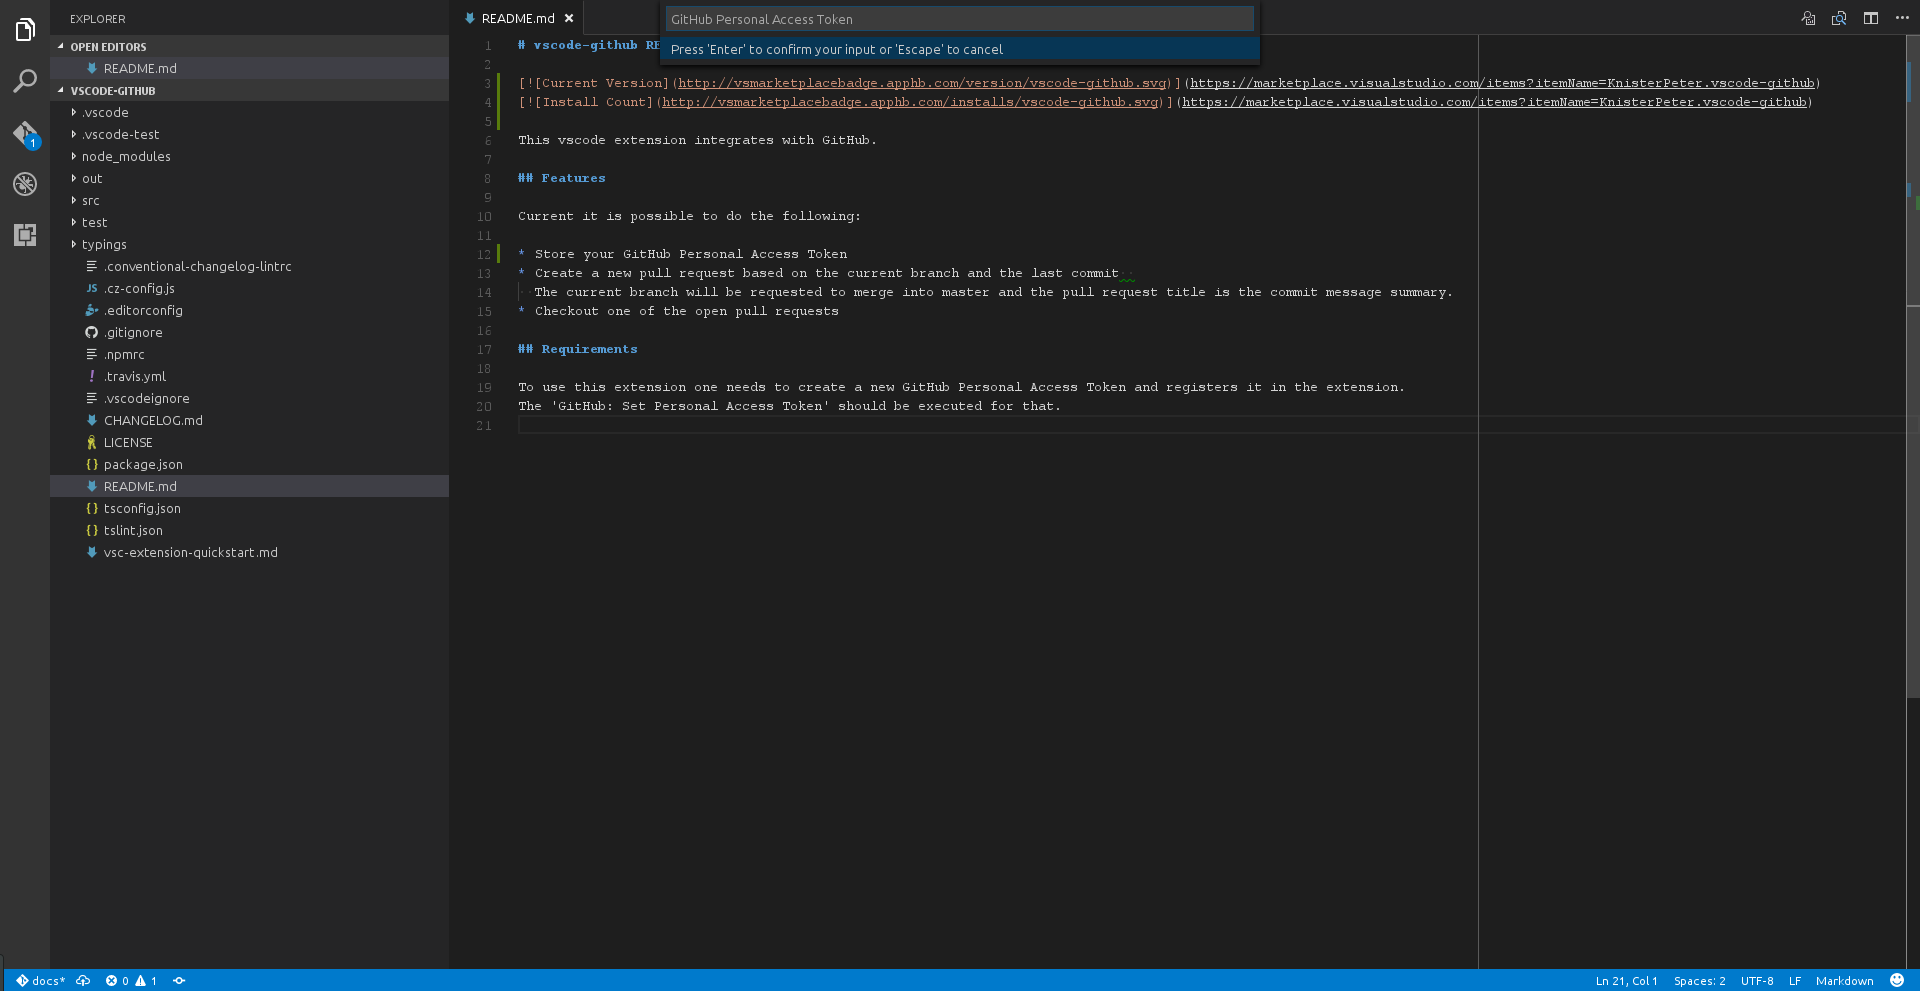 EXPLORER
OPEN EDITORS
README.md
VSCODE-GITHUB
.vscode
.vscode-test
node_modules
out
src
test
typings
.conventional-changelog-lintrc
JS .cz-config.js
.editorconfig
.gitignore
.npmrc
! .travis.yml
.vscodeignore
CHANGELOG.md
LICENSE
{} package.json
README.md
{} tsconfig.json
{} tslint.json
vsc-extension-quickstart.md
1
README.md
GitHub Personal Access Token
Press 'Enter' to confirm your input or 'Escape' to cancel
1 # vscode-github
2
3 [![Current Version](http://vsmarketplacebadge.apphb.com/version/vscode-github.svg)](https://marketplace.visualstudio.com/items?itemName=KnisterPeter.vscode-github)
4 [![Install Count](http://vsmarketplacebadge.apphb.com/installs/vscode-github.svg)](https://marketplace.visualstudio.com/items?itemName=KnisterPeter.vscode-github)
5
6 This vscode extension integrates with GitHub.
7
8 ## Features
9
10 Current it is possible to do the following:
11
12 * Store your GitHub Personal Access Token
13 * Create a new pull request based on the current branch and the last commit
14 The current branch will be requested to merge into master and the pull request title is the commit message summary.
15 * Checkout one of the open pull requests
16
17 ## Requirements
18
19 To use this extension one needs to create a new GitHub Personal Access Token and registers it in the extension.
20 The 'GitHub: Set Personal Access Token' should be executed for that.
21
docs* 0 1
Ln 21, Col 1 Spaces: 2 UTF-8 LF Markdown